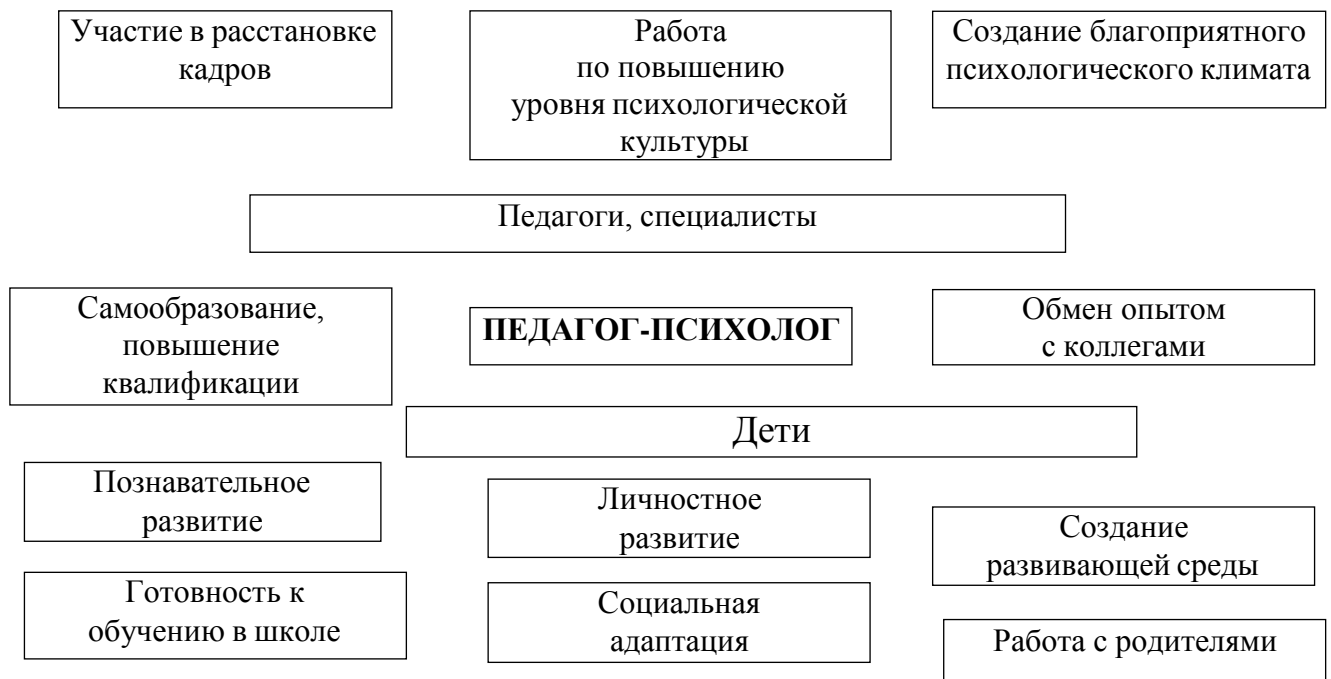 Участие в расстановке
кадров
Работа
по повышению
уровня психологической
культуры
Создание благоприятного
психологического климата
Педагоги, специалисты
Самообразование,
повышение
квалификации
ПЕДАГОГ-ПСИХОЛОГ
Обмен опытом
с коллегами
Дети
Познавательное
развитие
Личностное
развитие
Создание
развивающей среды
Готовность к
обучению в школе
Социальная
адаптация
Работа с родителями